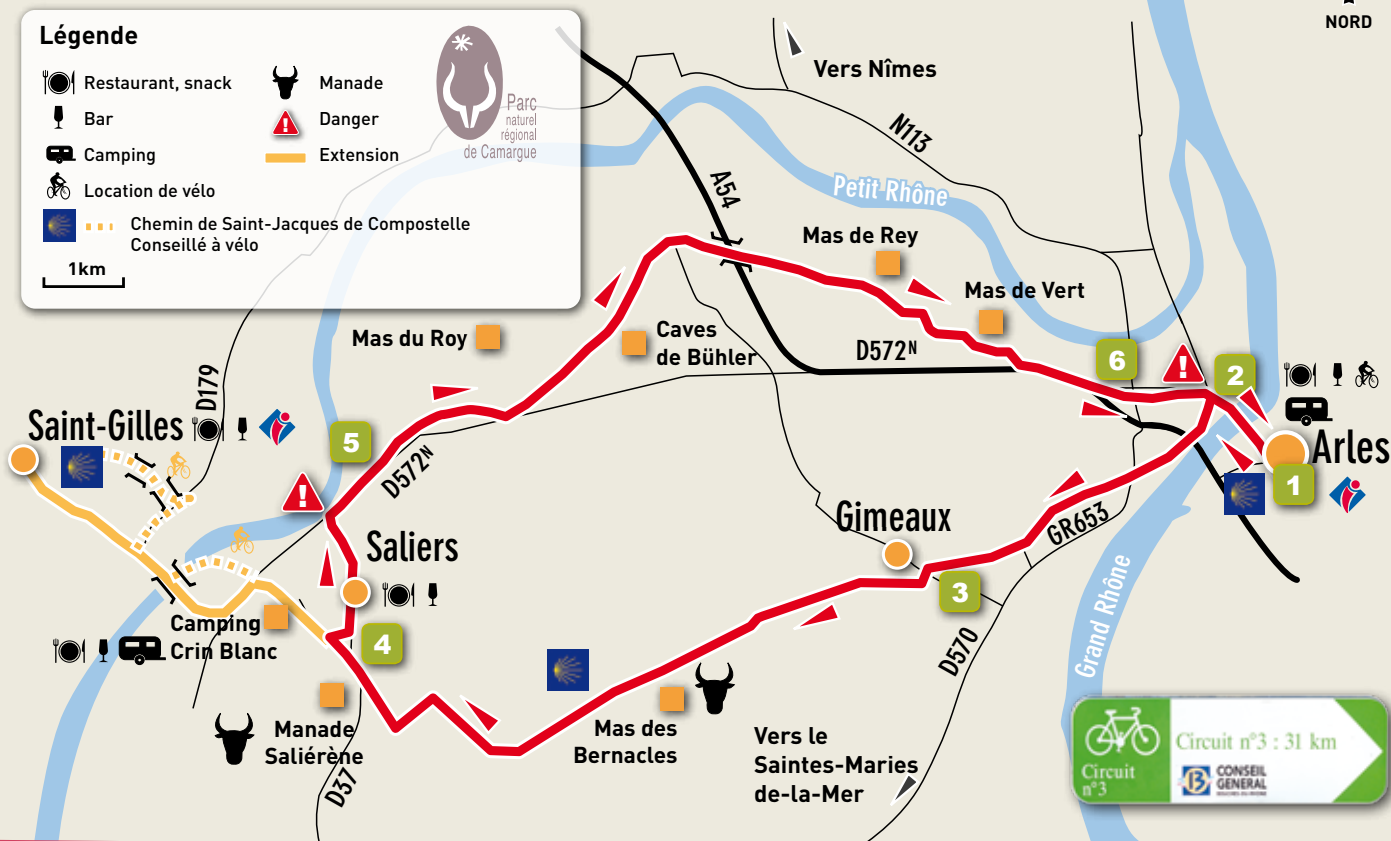 NORD
Légende
Restaurant, snack
Bar
Camping
Location de vélo
Manade
Danger
Extension
Chemin de Saint-Jacques de Compostelle
Conseillé à vélo
1km
Parc
naturel
régional
de Camargue
Vers Nîmes
N113
A54
Petit Rhône
Mas de Rey
Mas de Vert
Mas du Roy
Caves
de Bühler
D572N
D179
6
!
2
Saint-Gilles
5
Arles
D572N
1
!
Gimeaux
GR653
Saliers
3
Grand Rhône
Camping
Crin Blanc
4
D570
Manade
Saliérène
Mas des
Bernacles
Vers le
Saintes-Maries
de-la-Mer
D37
Circuit n°3 : 31 km
Circuit
n°3
CONSEIL
GENERAL
BOUCHES-DU-RHÔNE